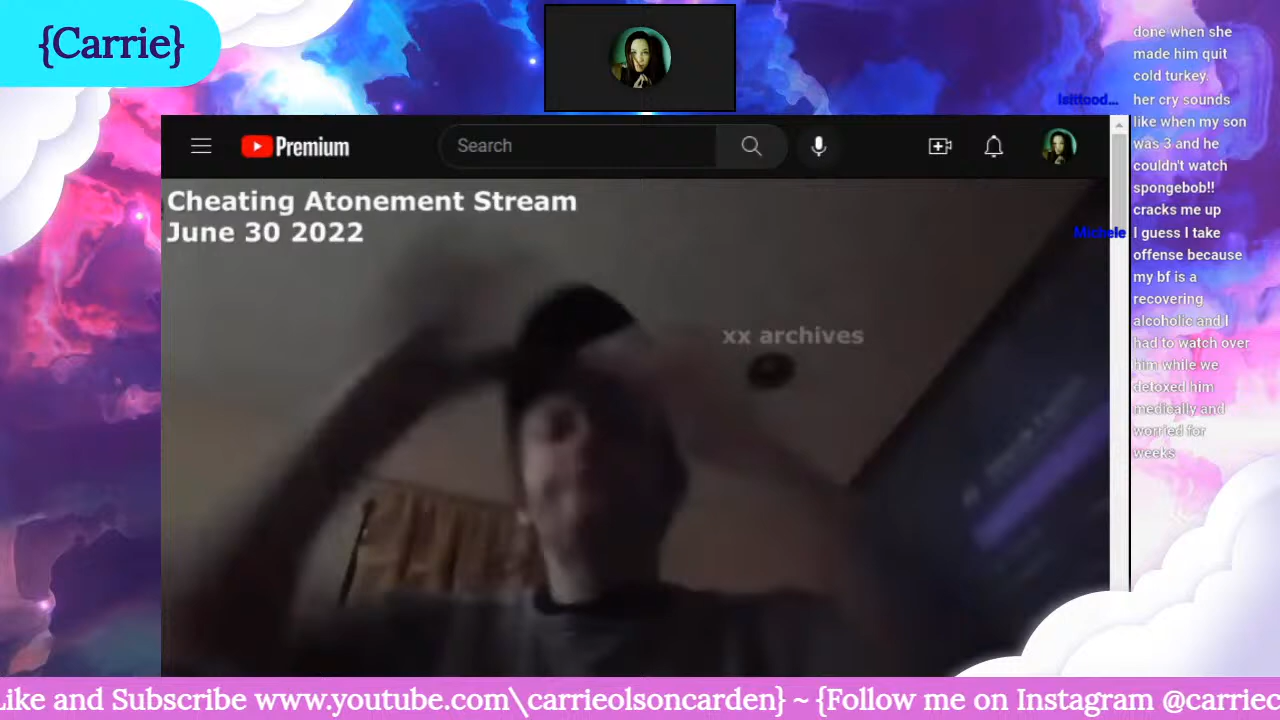 {Carrie}
Premium
Search
Cheating Atonement Stream
June 30 2022
xx archives
done when she
made him quit
cold turkey.
her cry sounds
like when my son
was 3 and he
couldn't watch
spongebob!!
cracks me up
Michele I guess I take
offense because
my bf is a
recovering
alcoholic and I
had to watch over
him while we
detoxed him
medically and
worried for
weeks
Like and Subscribe www.youtube.com\carrieolsoncarden} ~ {Follow me on Instagram @carriec